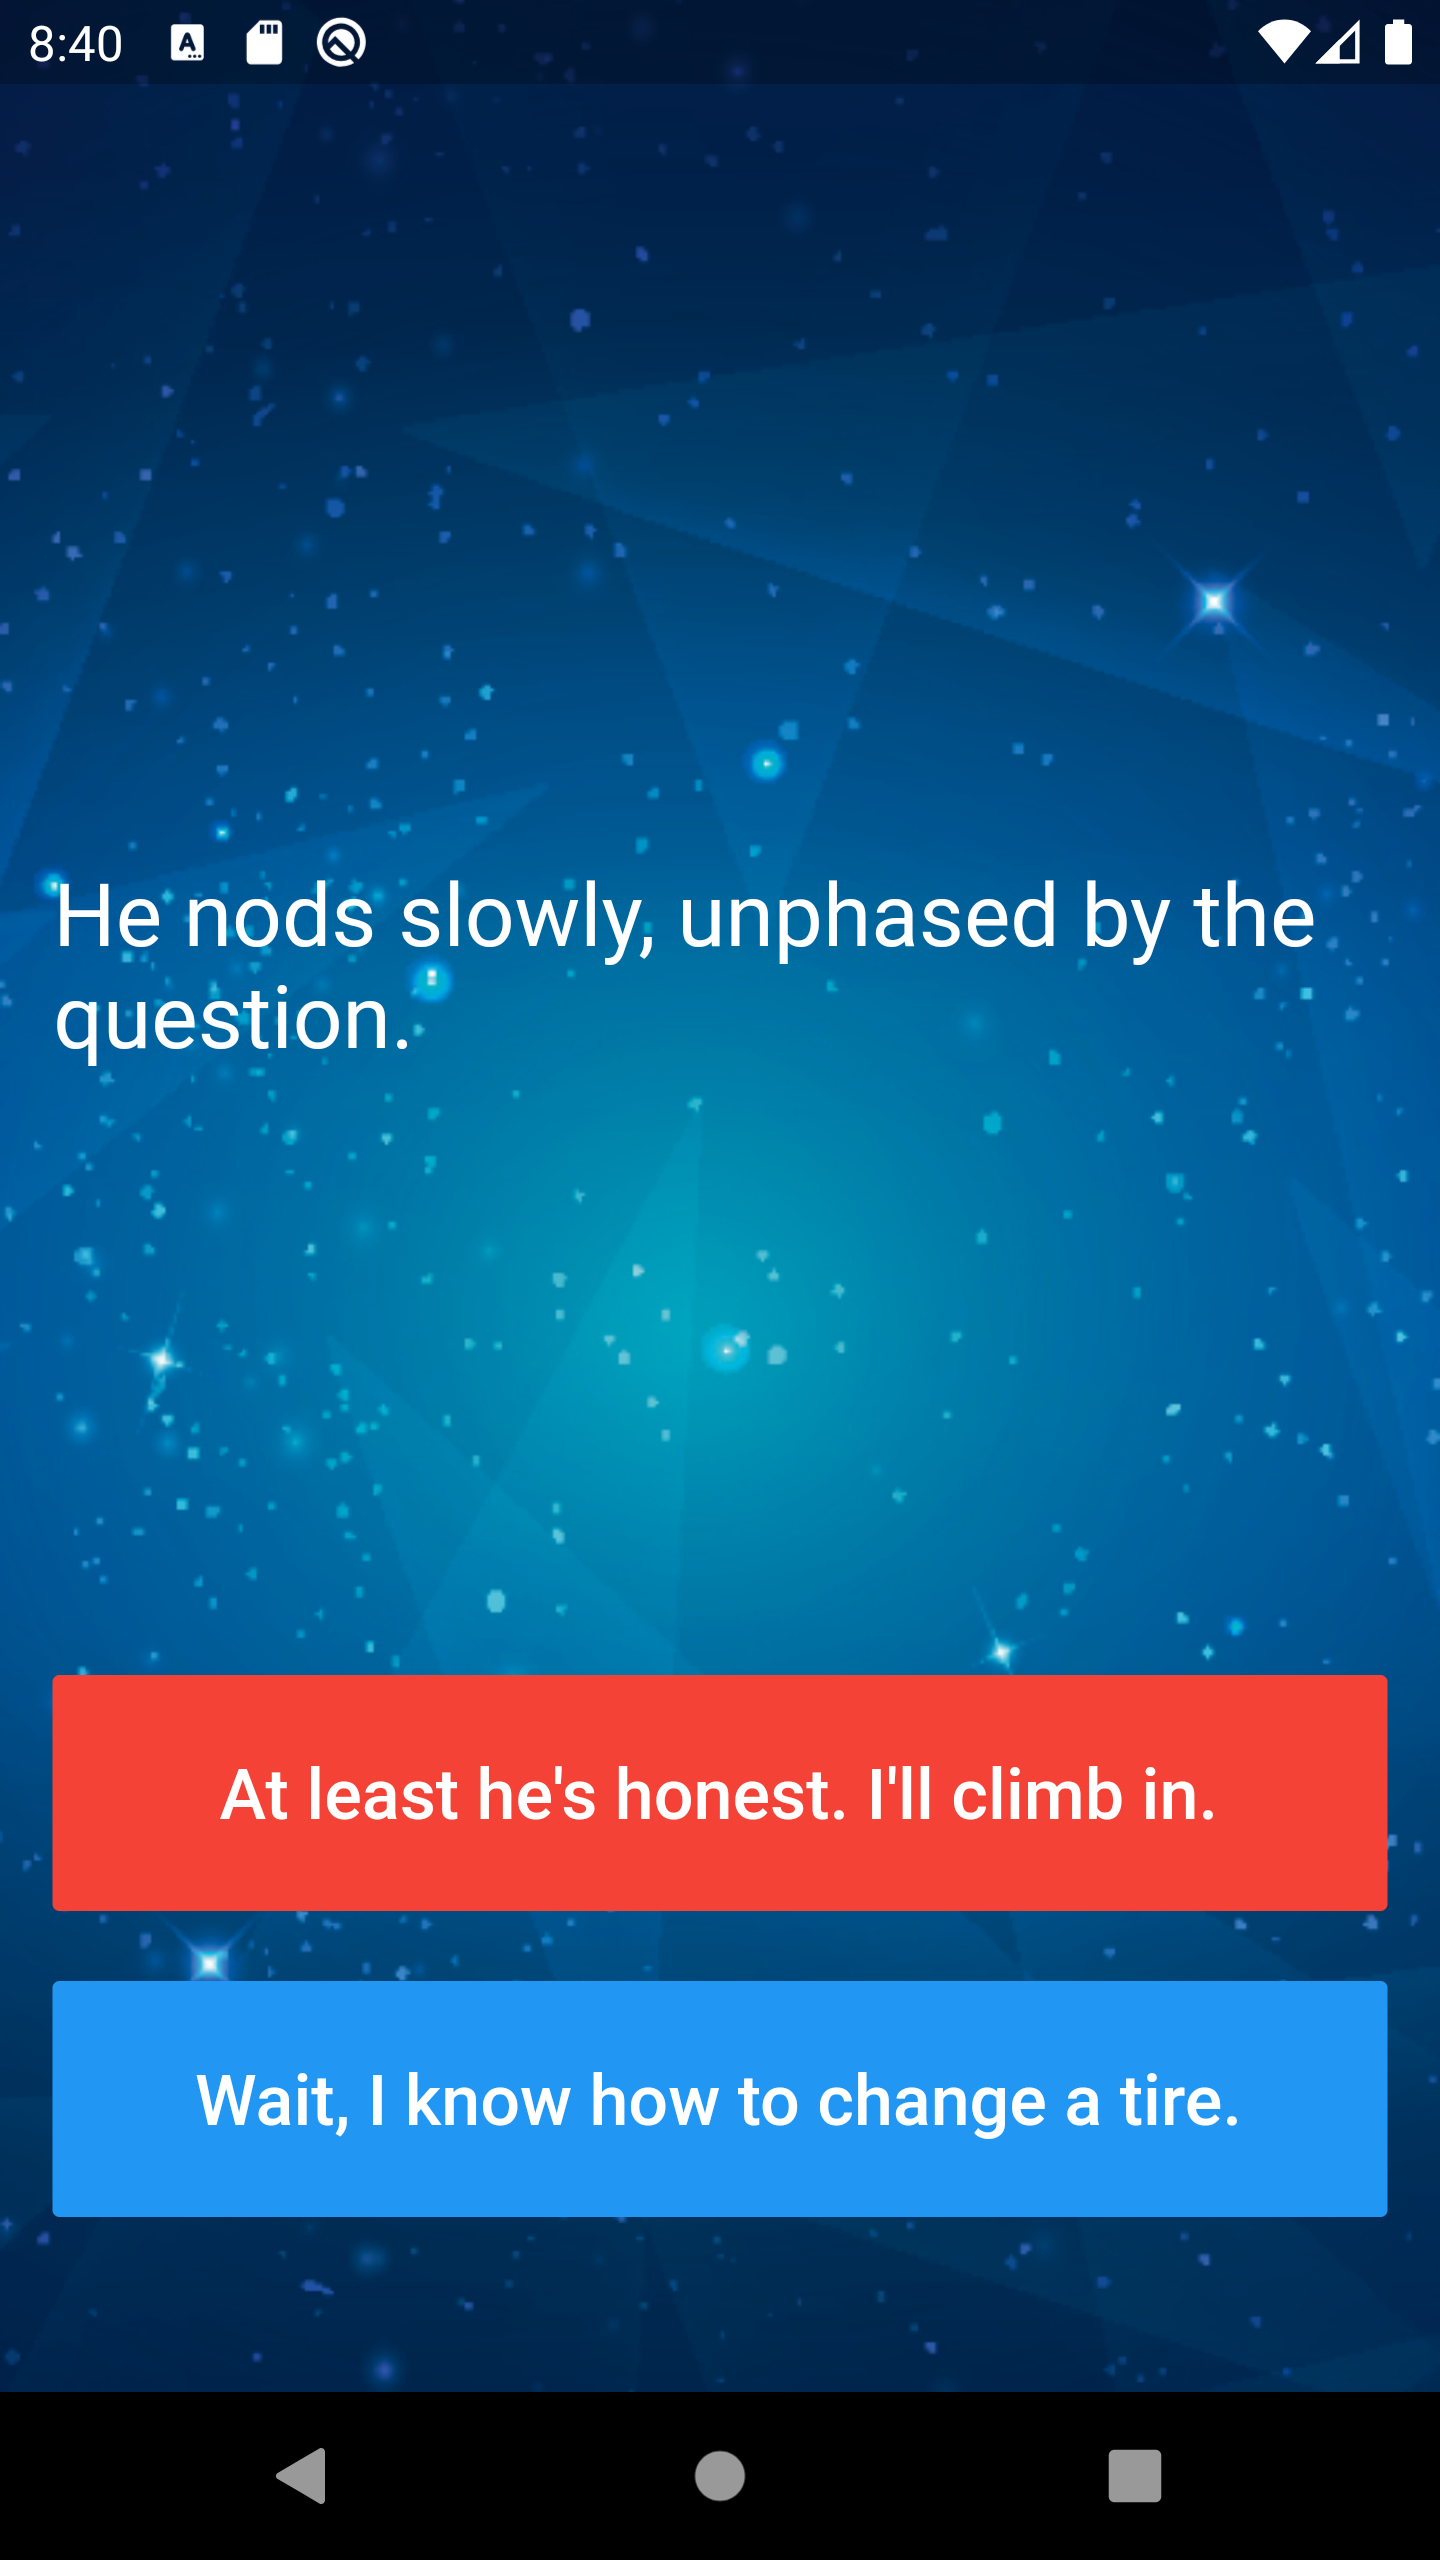 8:40
He nods slowly, unphased by the
question.
At least he's honest. I'll climb in.
Wait, I know how to change a tire.